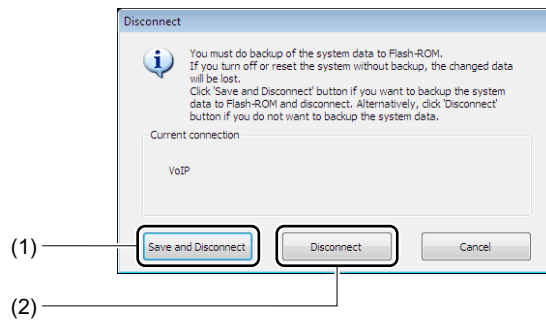 Disconnect
You must do backup of the system data to Flash-ROM.
If you turn off or reset the system without backup, the changed data
will be lost.
Click 'Save and Disconnect' button if you want to backup the system
data to Flash-ROM and disconnect. Alternatively, click 'Disconnect'
button if you do not want to backup the system data.
Current connection
VoIP
(1) Save and Disconnect Disconnect Cancel
(2)